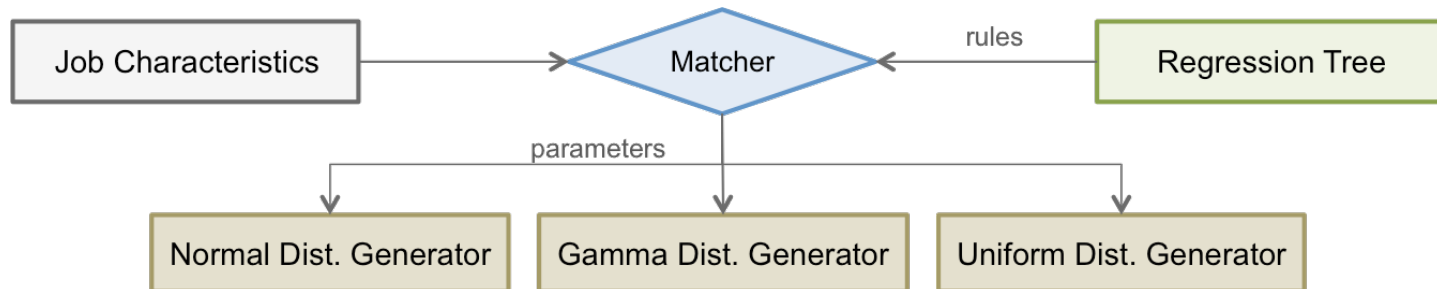 Job Characteristics
Matcher
rules
Regression Tree
parameters
Normal Dist. Generator
Gamma Dist. Generator
Uniform Dist. Generator